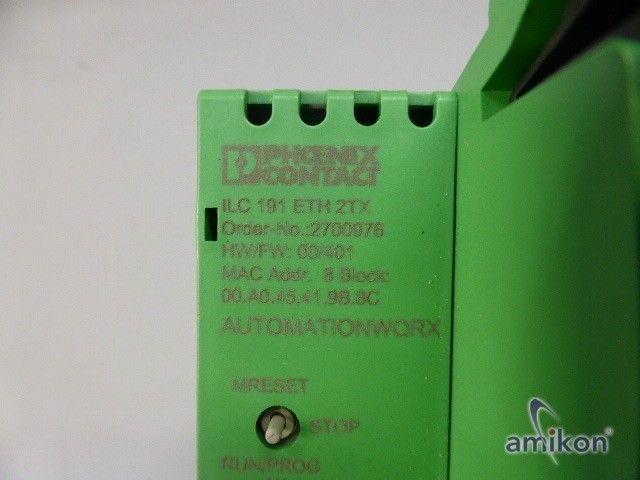 PHOENIX
CONTACT
ILC 191 ETH 2TX
Order-No.:2700976
HW/FW: 00/401
MAC Addr. 8 Block:
00.A0.45.41.9B.8C
AUTOMATIONWORX
MRESET
STOP
RUN/PROG
amikon